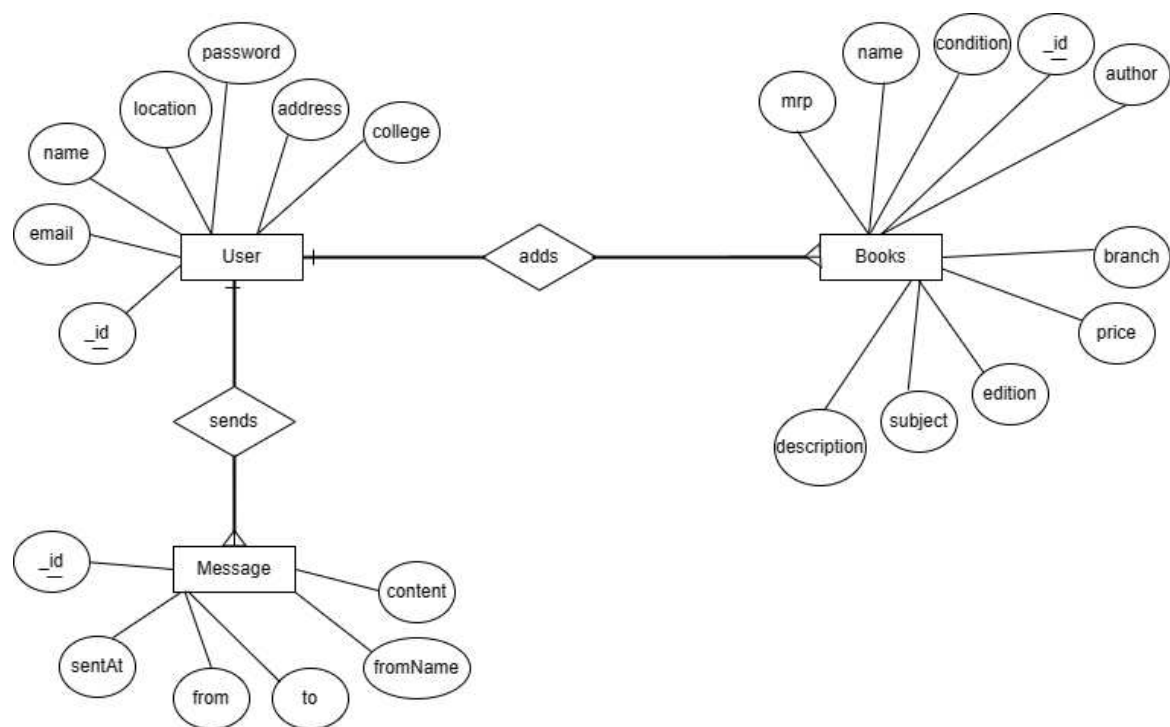 password
location
address
name
college
email
User
_id
mrp
name
condition
_id
author
adds
Books
branch
price
edition
subject
description
sends
_id
Message
content
sentAt
from
to
fromName